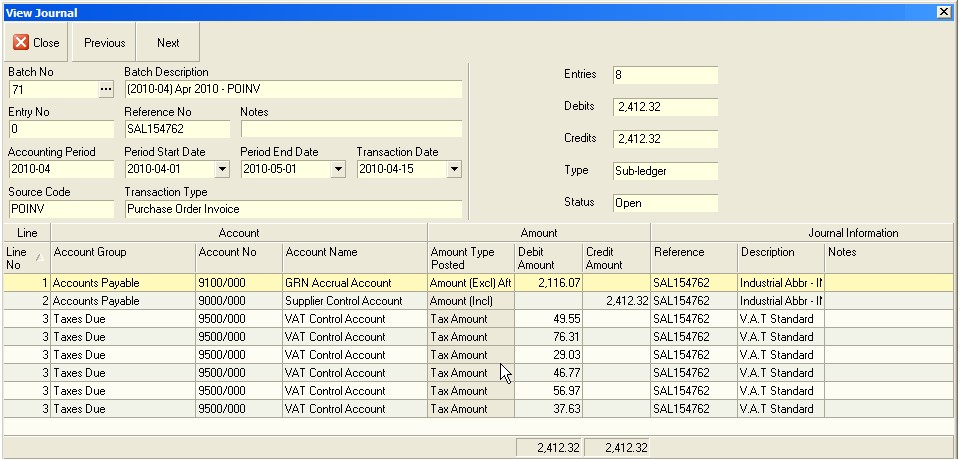 View Journal
Close Previous Next
Batch No Batch Description
71 ... (2010-04) Apr 2010 - POINV
Entry No Reference No Notes
0 SAL154762
Accounting Period Period Start Date Period End Date Transaction Date
2010-04 2010-04-01 2010-05-01 2010-04-15
Source Code Transaction Type
POINV Purchase Order Invoice
Entries 8
Debits 2,412.32
Credits 2,412.32
Type Sub-ledger
Status Open
Line Account Amount Journal Information
Line No Account Group Account No Account Name Amount Type Posted Debit Amount Credit Amount Reference Description Notes
1 Accounts Payable 9100/000 GRN Accrual Account Amount (Excl) Aft 2,116.07 SAL154762 Industrial Abbr - IN
2 Accounts Payable 9000/000 Supplier Control Account Amount (Incl) 2,412.32 SAL154762 Industrial Abbr - IN
3 Taxes Due 9500/000 VAT Control Account Tax Amount 49.55 SAL154762 V.A.T Standard
3 Taxes Due 9500/000 VAT Control Account Tax Amount 76.31 SAL154762 V.A.T Standard
3 Taxes Due 9500/000 VAT Control Account Tax Amount 29.03 SAL154762 V.A.T Standard
3 Taxes Due 9500/000 VAT Control Account Tax Amount 46.77 SAL154762 V.A.T Standard
3 Taxes Due 9500/000 VAT Control Account Tax Amount 56.97 SAL154762 V.A.T Standard
3 Taxes Due 9500/000 VAT Control Account Tax Amount 37.63 SAL154762 V.A.T Standard
2,412.32 2,412.32